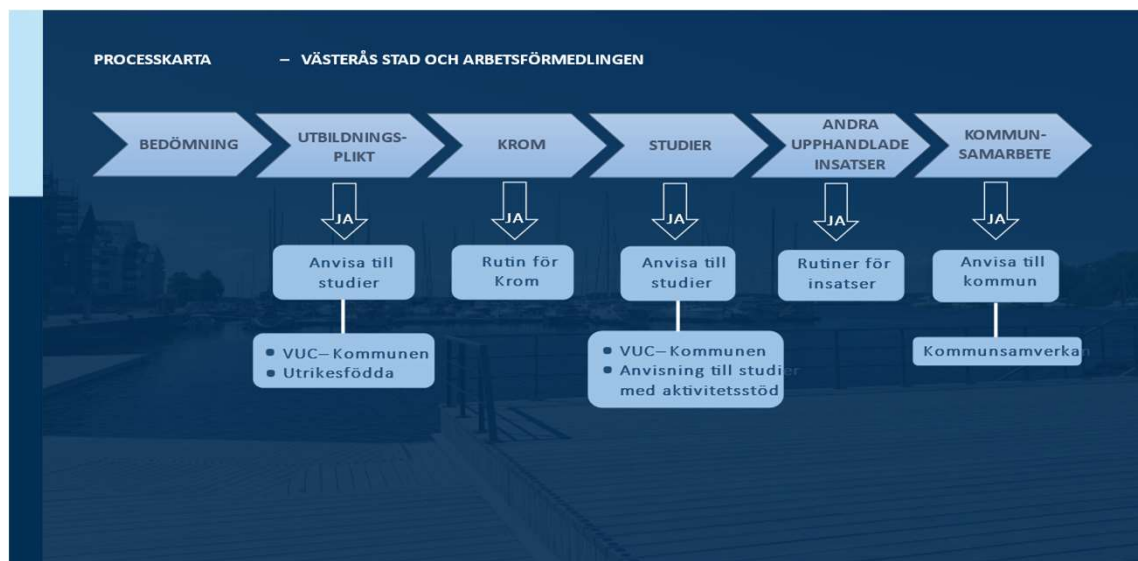 PROCESSKARTA – VÄSTERÅS STAD OCH ARBETSFÖRMEDLINGEN
BEDÖMNING
UTBILDNINGS-
PLIKT
KROM
STUDIER
ANDRA
UPPHANDLADE
INSATSER
KOMMUN-
SAMARBETE
JA
JA
JA
JA
JA
Anvisa till
studier
Rutin för
Krom
Anvisa till
studier
Rutiner för
insatser
Anvisa till
kommun
• VUC–Kommunen
• Utrikesfödda
• VUC–Kommunen
• Anvisning till studier
med aktivitetsstöd
Kommunsamverkan